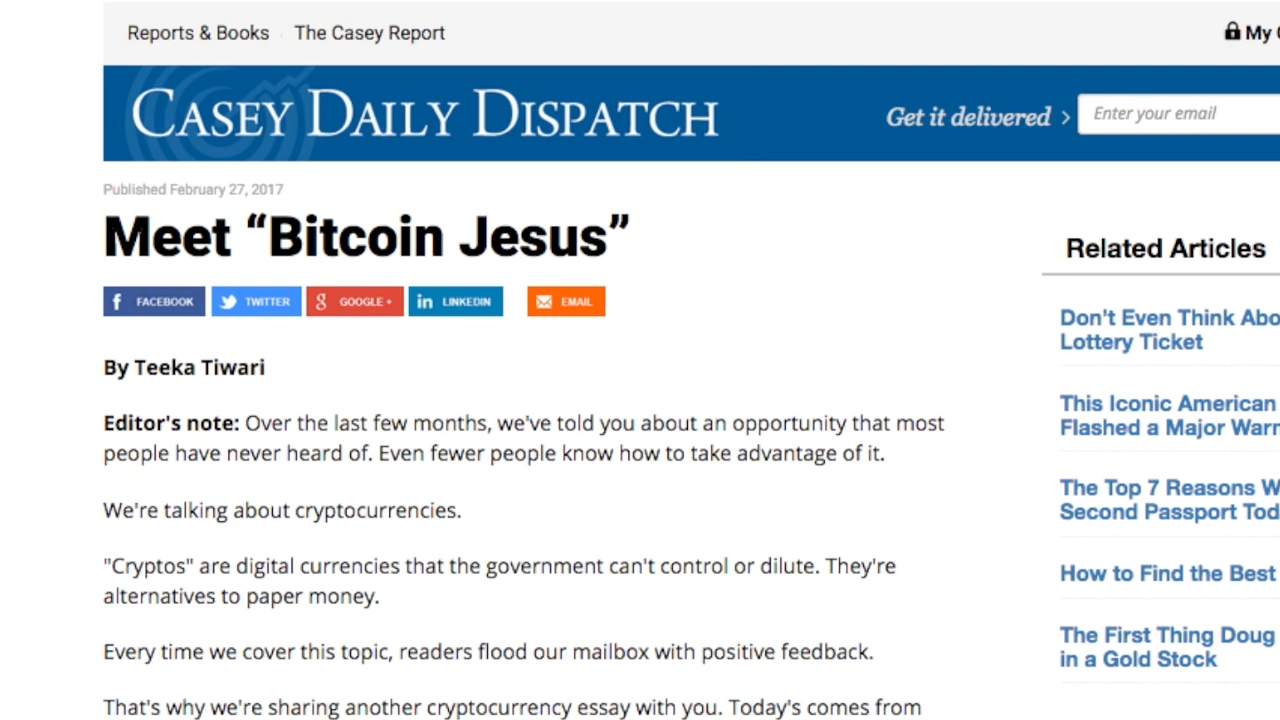 Reports & Books The Casey Report
My
CASEY DAILY DISPATCH
Get it delivered >
Enter your email
Published February 27, 2017
Meet “Bitcoin Jesus”
FACEBOOK
TWITTER
GOOGLE +
LINKEDIN
EMAIL
By Teeka Tiwari
Editor's note: Over the last few months, we've told you about an opportunity that most
people have never heard of. Even fewer people know how to take advantage of it.
We're talking about cryptocurrencies.
"Cryptos" are digital currencies that the government can't control or dilute. They're
alternatives to paper money.
Every time we cover this topic, readers flood our mailbox with positive feedback.
That's why we're sharing another cryptocurrency essay with you. Today's comes from
Related Articles
Don't Even Think Abo
Lottery Ticket
This Iconic American
Flashed a Major Warn
The Top 7 Reasons W
Second Passport Tod
How to Find the Best
The First Thing Doug
in a Gold Stock